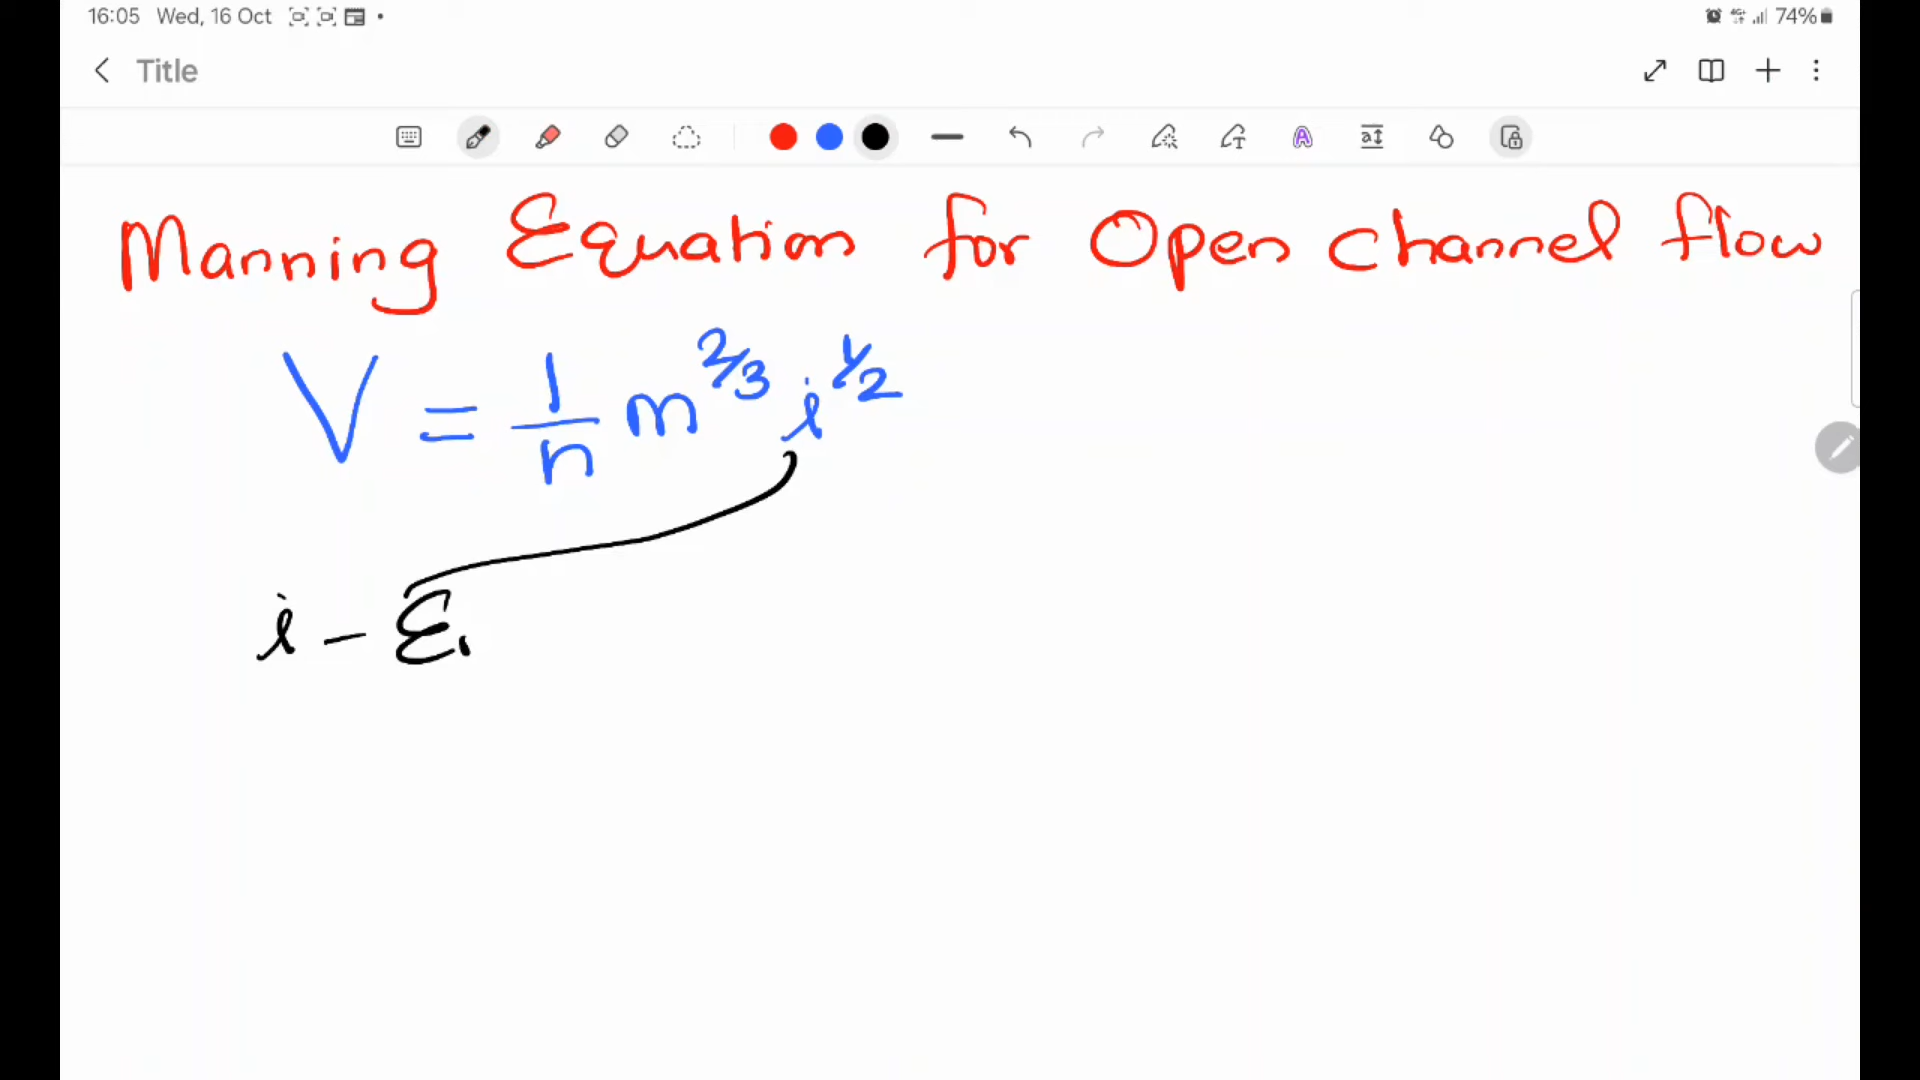 16:05 Wed, 16 Oct 74%
Title
Manning Equation for Open channel flow
V = 1/n m^2/3 i^1/2
i - E